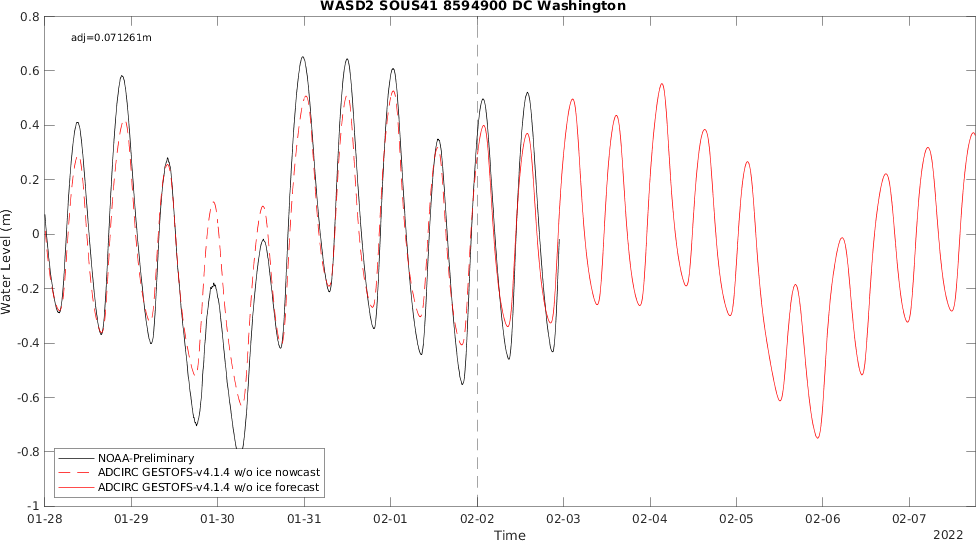 WASD2 SOUS41 8594900 DC Washington
adj=0.071261m
0.8
0.6
0.4
0.2
0
-0.2
-0.4
-0.6
-0.8
-1
Water Level (m)
NOAA-Preliminary
ADCIRC GESTOFS-v4.1.4 w/o ice nowcast
ADCIRC GESTOFS-v4.1.4 w/o ice forecast
01-28 01-29 01-30 01-31 02-01 02-02 02-03 02-04 02-05 02-06 02-07
Time
2022